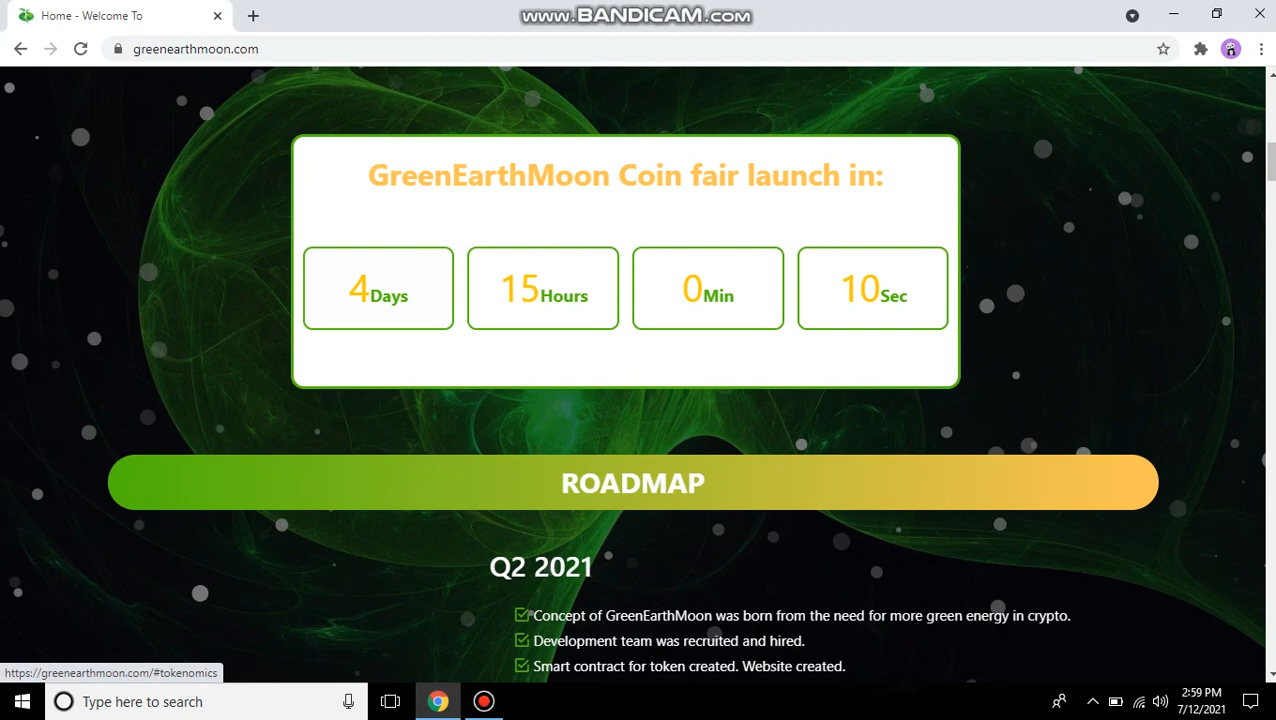 Home - Welcome To
www.BANDICAM.com
greenearthmoon.com
GreenEarthMoon Coin fair launch in:
4Days 15Hours 0Min 10Sec
ROADMAP
Q2 2021
Concept of GreenEarthMoon was born from the need for more green energy in crypto.
Development team was recruited and hired.
Smart contract for token created. Website created.
https://greenearthmoon.com/#tokenomics
Type here to search
2:59 PM
7/12/2021